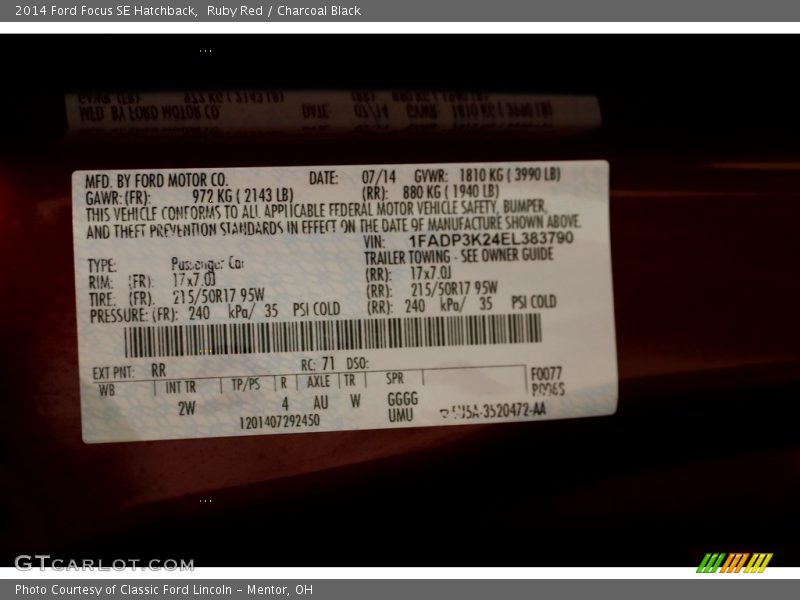 2014 Ford Focus SE Hatchback, Ruby Red / Charcoal Black
MFD. BY FORD MOTOR CO. DATE: 07/14 GVWR: 1810 KG ( 3990 LB)
GAWR: (FR): 972 KG ( 2143 LB) (RR): 880 KG ( 1940 LB)
THIS VEHICLE CONFORMS TO ALL APPLICABLE FEDERAL MOTOR VEHICLE SAFETY, BUMPER,
AND THEFT PREVENTION STANDARDS IN EFFECT ON THE DATE OF MANUFACTURE SHOWN ABOVE.
VIN: 1FADP3K24EL383790
TYPE: Passenger Car TRAILER TOWING - SEE OWNER GUIDE
RIM: (FR): 17x7.0J (RR): 17x7.0J
TIRE: (FR): 215/50R17 95W (RR): 215/50R17 95W
PRESSURE: (FR): 240 kPa/ 35 PSI COLD (RR): 240 kPa/ 35 PSI COLD
EXT PNT: RR RC: 71 DSO:
WB INT TR TP/PS R AXLE TR SPR F0077
2W 4 AU W GGGG
1201407292450 UMU
GTcarlot.com
Photo Courtesy of Classic Ford Lincoln - Mentor, OH